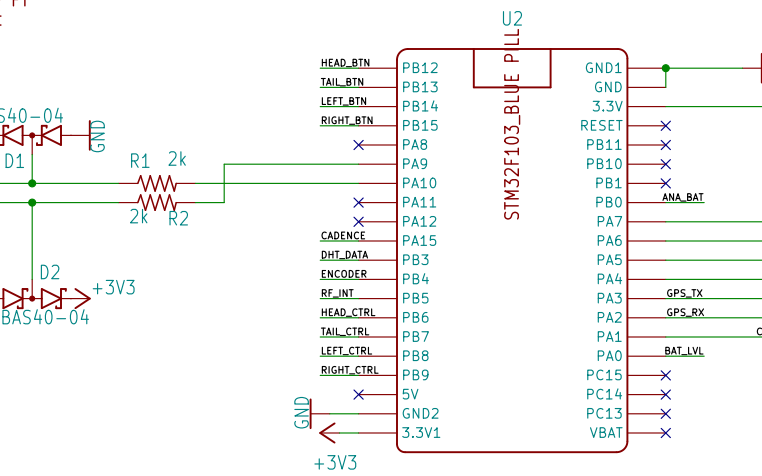 U2
STM32F103_BLUE PILL
HEAD_BTN PB12
TAIL_BTN PB13
LEFT_BTN PB14
RIGHT_BTN PB15
PA8
PA9
PA10
PA11
PA12
CADENCE PA15
DHT_DATA PB3
ENCODER PB4
RF_INT PB5
HEAD_CTRL PB6
TAIL_CTRL PB7
LEFT_CTRL PB8
RIGHT_CTRL PB9
5V
GND GND2
3.3V1
+3V3
GND1
GND
3.3V
RESET
PB11
PB10
PB1
PB0 ANA_BAT
PA7
PA6
PA5
PA4
PA3 GPS_TX
PA2 GPS_RX
PA1
PA0 BAT_LVL
PC15
PC14
PC13
VBAT
S40-04
GND
D1
R1 2k
2k R2
D2
+3V3
BAS40-04